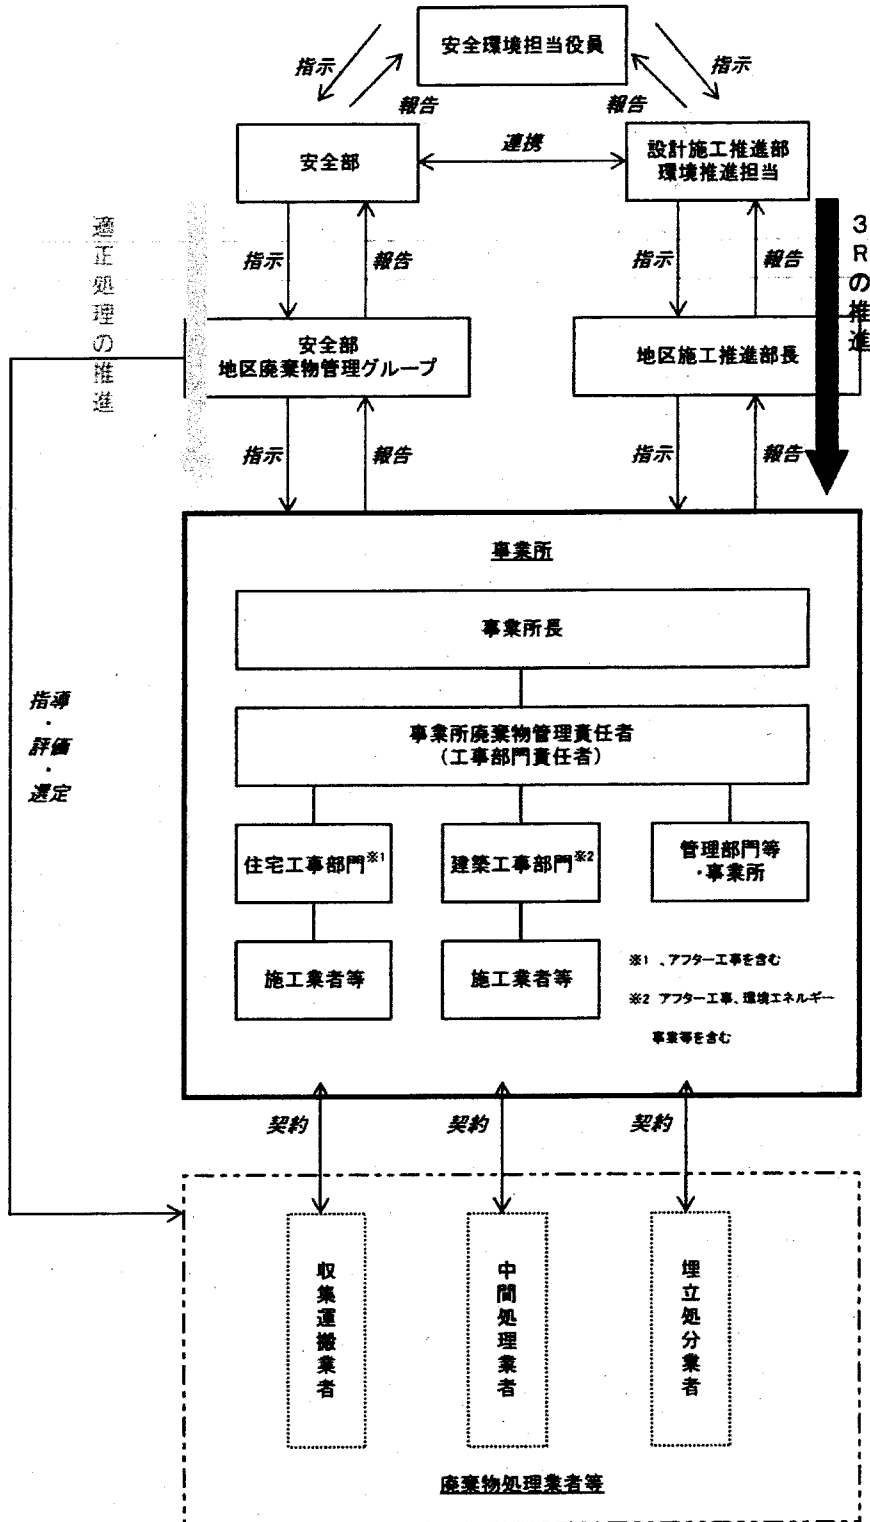 安全環境担当役員
指示
報告
報告
指示
安全部
連携
設計施工推進部
環境推進担当
適正処理の推進
3Rの推進
指示
報告
指示
報告
安全部
地区廃棄物管理グループ
地区施工推進部長
指示
報告
指示
報告
事業所
事業所長
事業所廃棄物管理責任者
(工事部門責任者)
指導
・
評価
・
選定
住宅工事部門※1
建築工事部門※2
管理部門等
・事業所
施工業者等
施工業者等
※1 、アフター工事を含む
※2 アフター工事、環境エネルギー
事業等を含む
契約
契約
契約
収集運搬業者
中間処理業者
埋立処分業者
廃棄物処理業者等